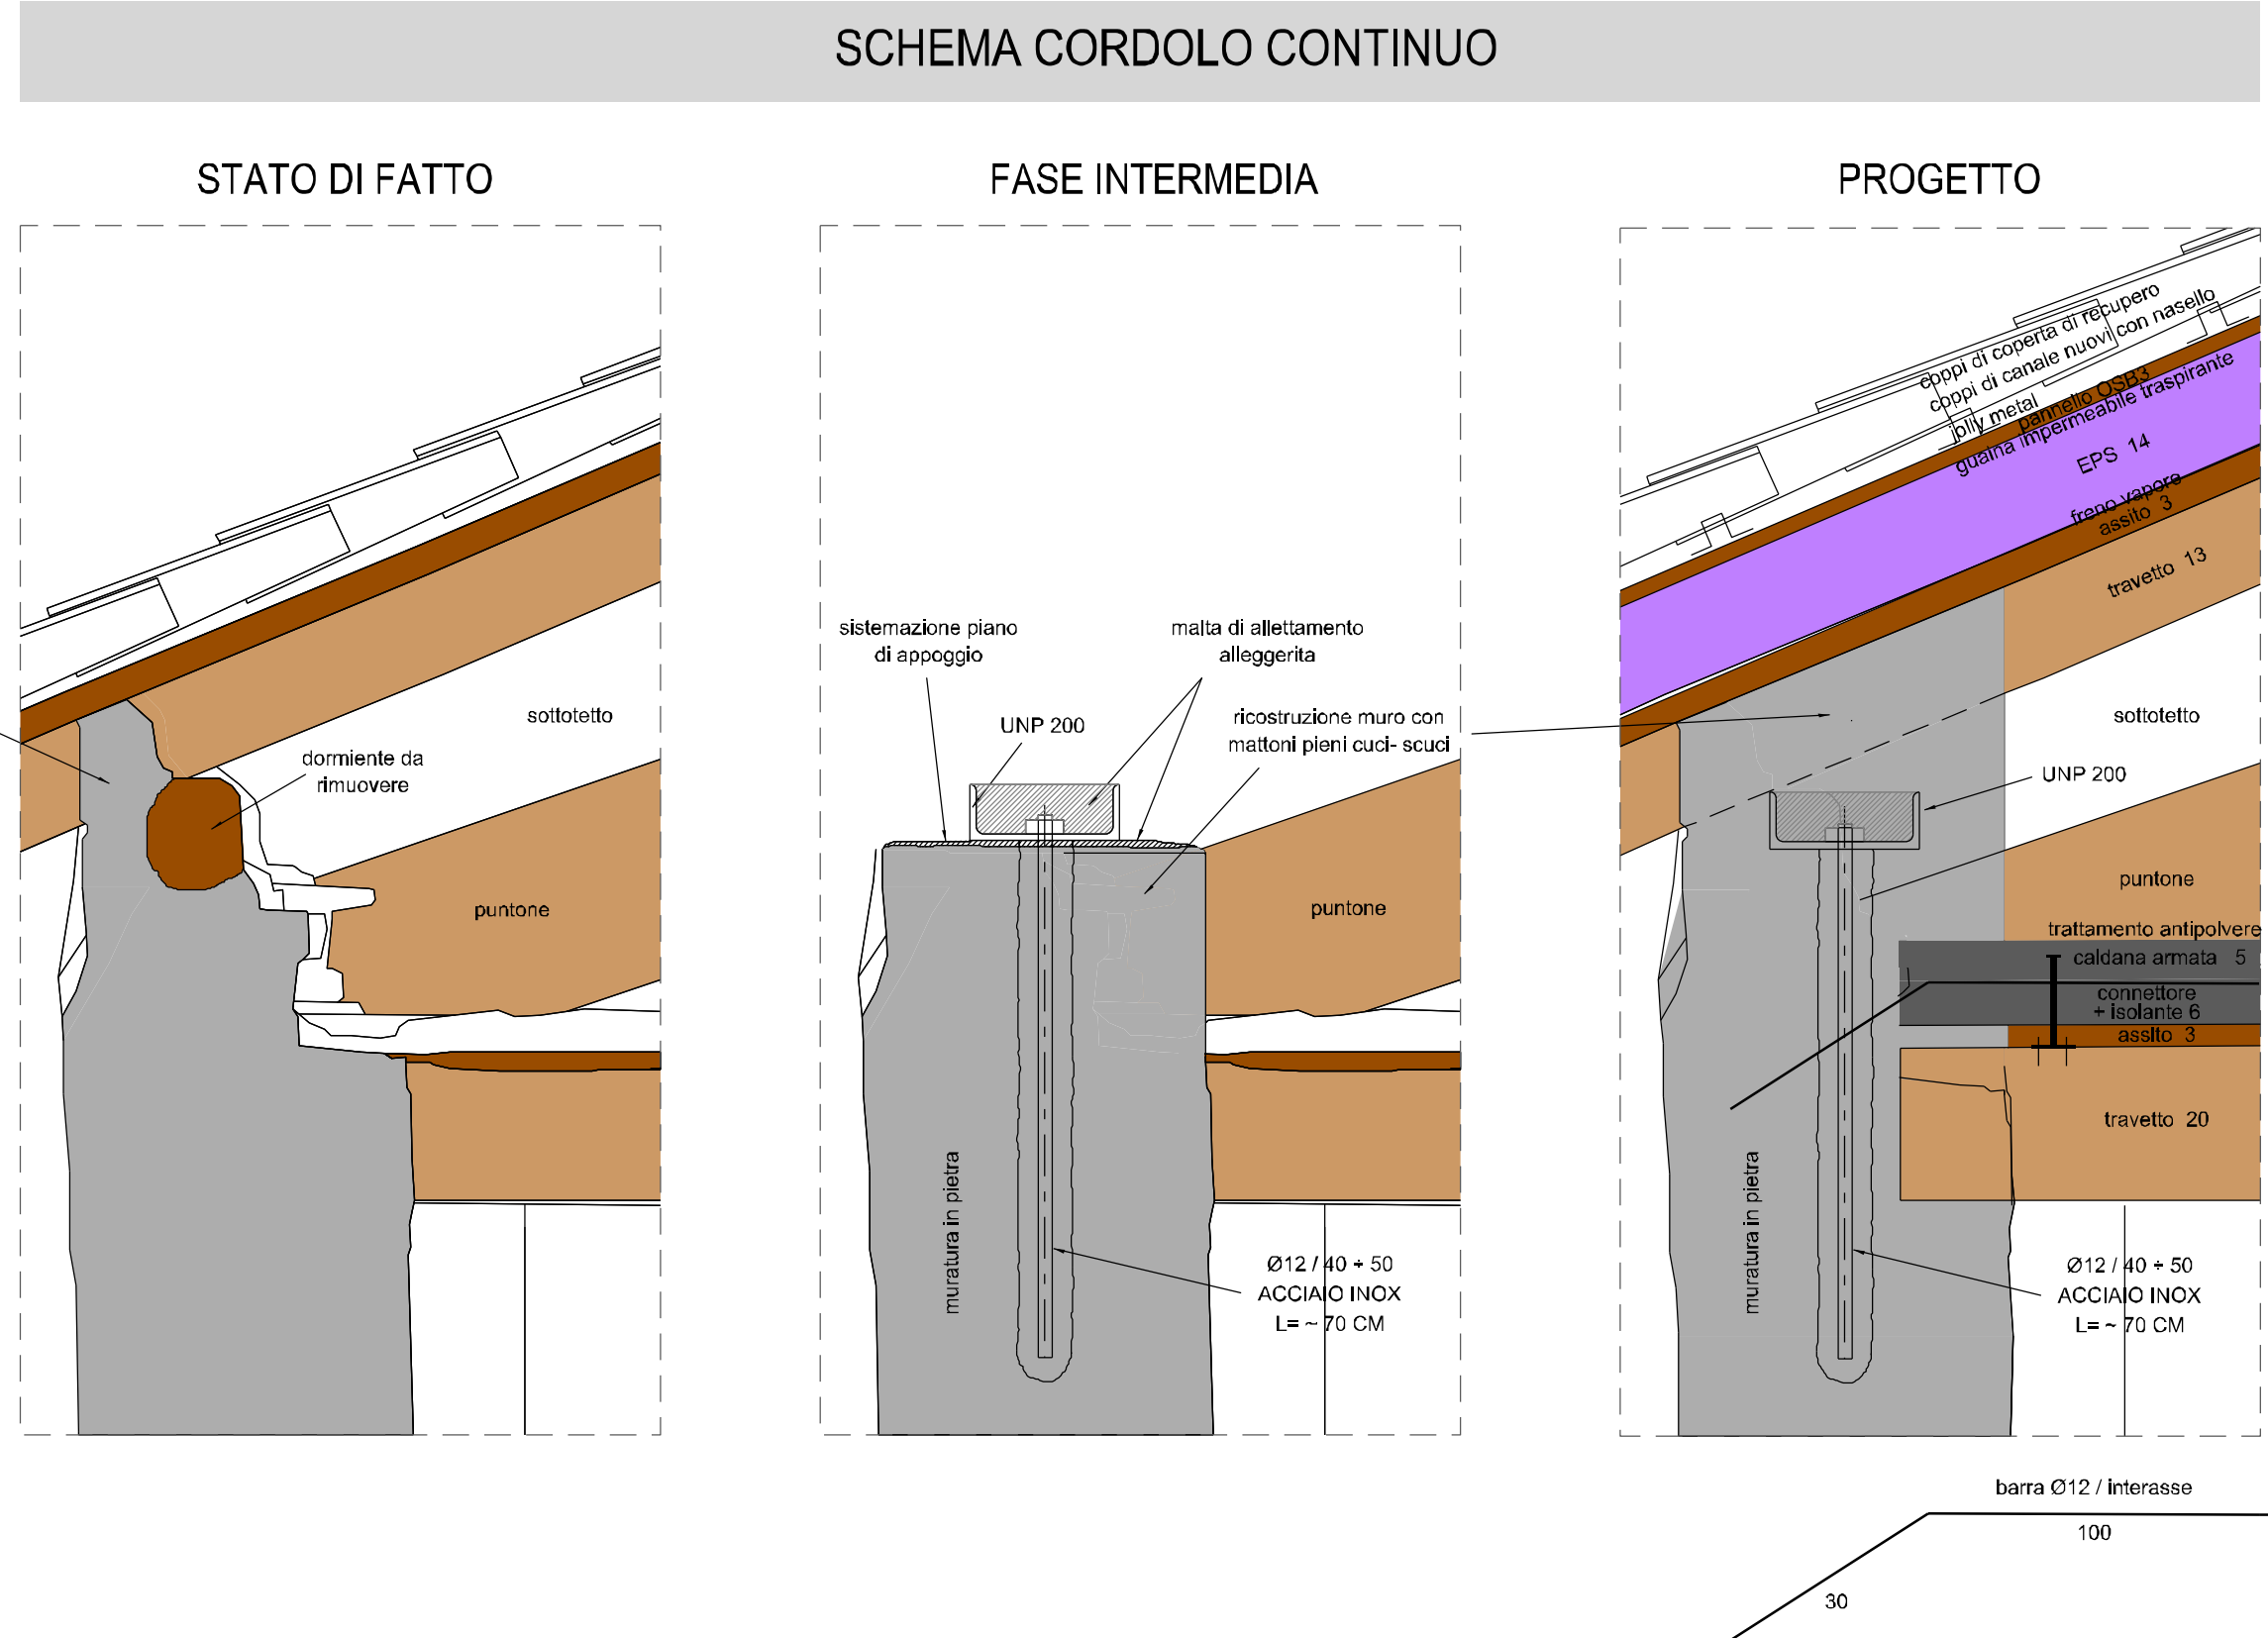 SCHEMA CORDOLO CONTINUO
STATO DI FATTO
sottotetto
dormiente da
rimuovere
puntone
FASE INTERMEDIA
sistemazione piano
di appoggio
malta di allettamento
alleggerita
UNP 200
ricostruzione muro con
mattoni pieni cuci- scuci
puntone
muratura in pietra
Ø12 / 40 ÷ 50
ACCIAIO INOX
L= ~ 70 CM
PROGETTO
coppi di coperta di recupero
coppi di canale nuovi con nasello
jolly metal
pannello OSB3
guaina impermeabile traspirante
EPS 14
freno vapore
assito 3
travetto 13
sottotetto
UNP 200
puntone
trattamento antipolvere
caldana armata 5
connettore
+ isolante 6
assito 3
travetto 20
muratura in pietra
Ø12 / 40 ÷ 50
ACCIAIO INOX
L= ~ 70 CM
barra Ø12 / interasse
100
30